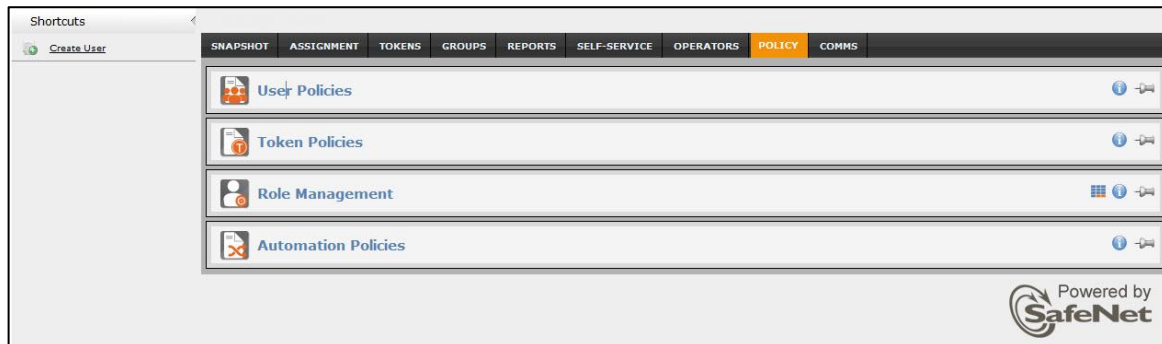 Shortcuts
Create User
SNAPSHOT ASSIGNMENT TOKENS GROUPS REPORTS SELF-SERVICE OPERATORS POLICY COMMS
User Policies
Token Policies
Role Management
Automation Policies
Powered by
SafeNet